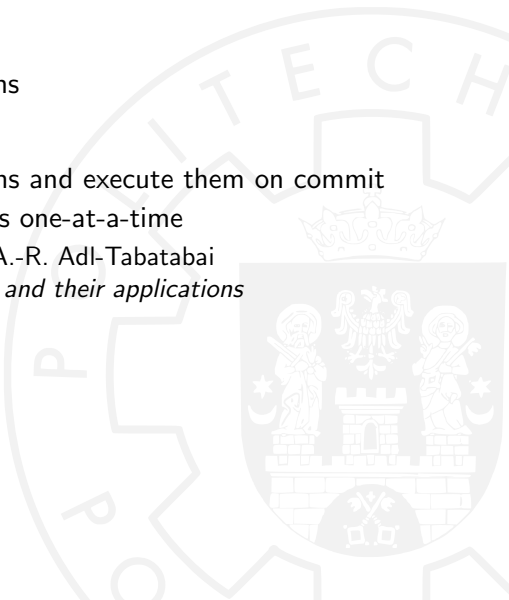 ns
ns and execute them on commit
s one-at-a-time
A.-R. Adl-Tabatabai
and their applications
P O L I T E C H
P O